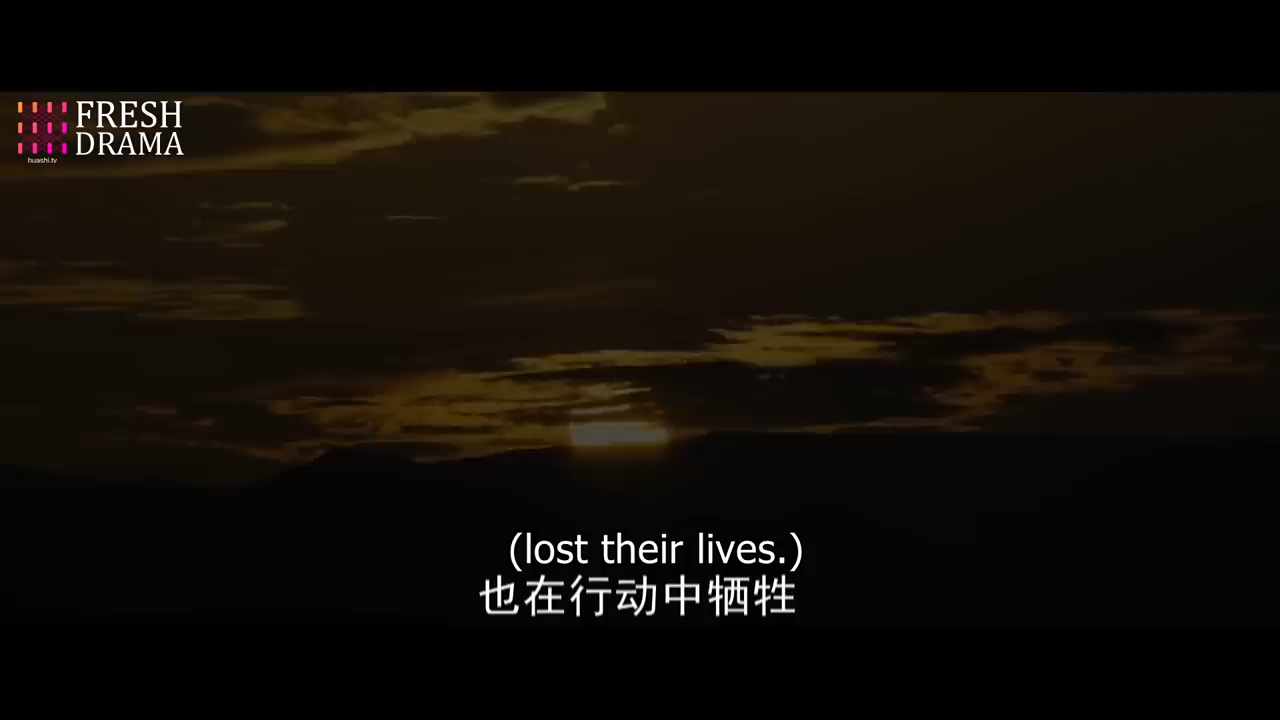 FRESH
DRAMA
huashi.tv
(lost their lives.)
也在行动中牺牲